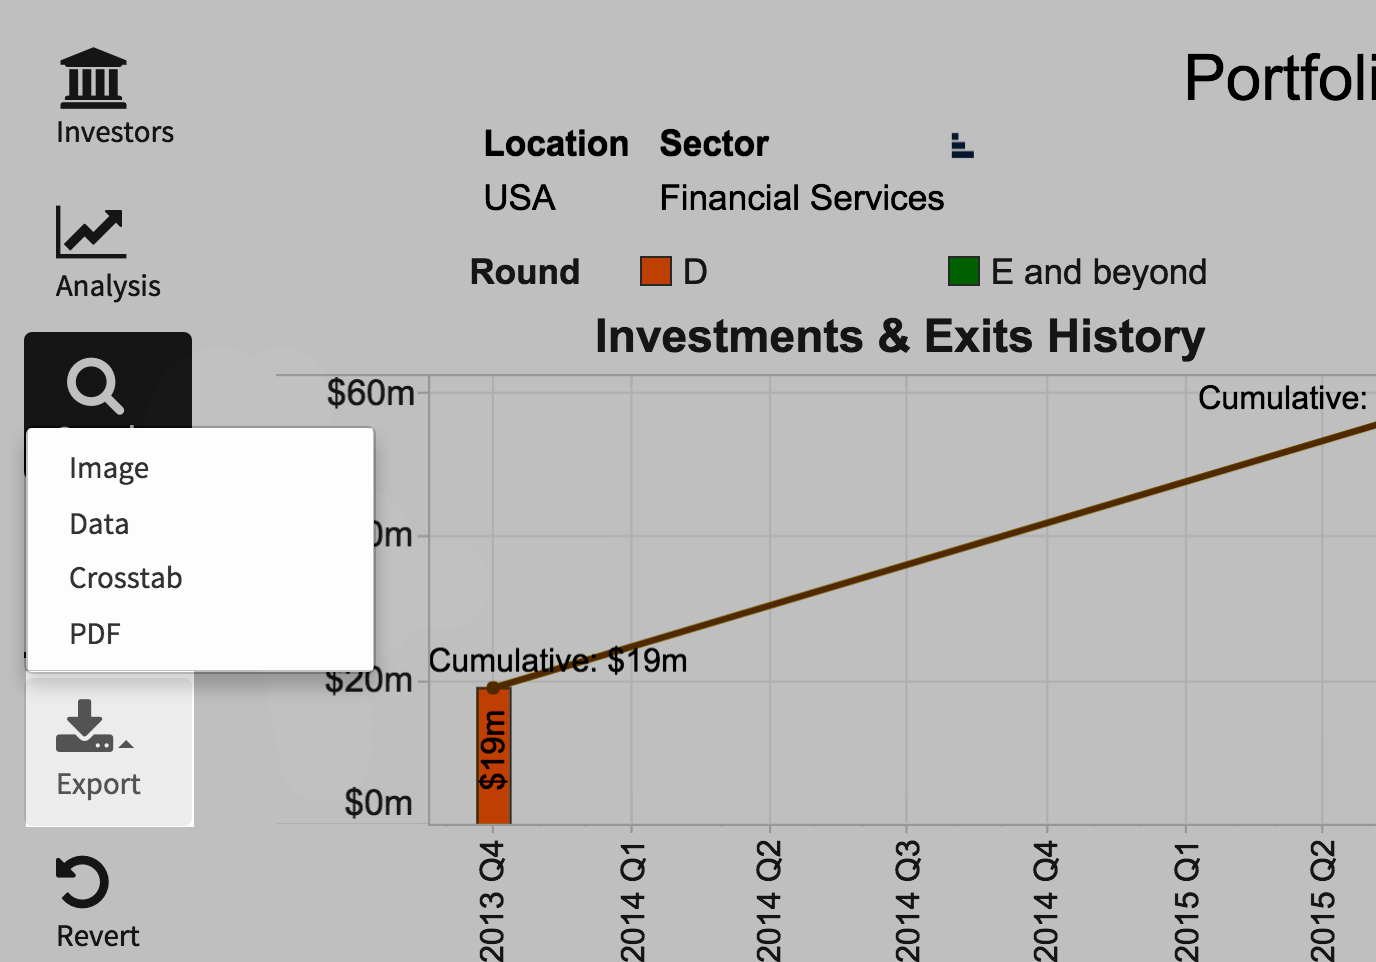 Investors
Analysis
Image
Data
Crosstab
PDF
Export
Revert
Portfoli
Location Sector
USA Financial Services
Round D E and beyond
Investments & Exits History
$60m
Cumulative:
0m
Cumulative: $19m
$20m
$19m
$0m
2013 Q4
2014 Q1
2014 Q2
2014 Q3
2014 Q4
2015 Q1
2015 Q2